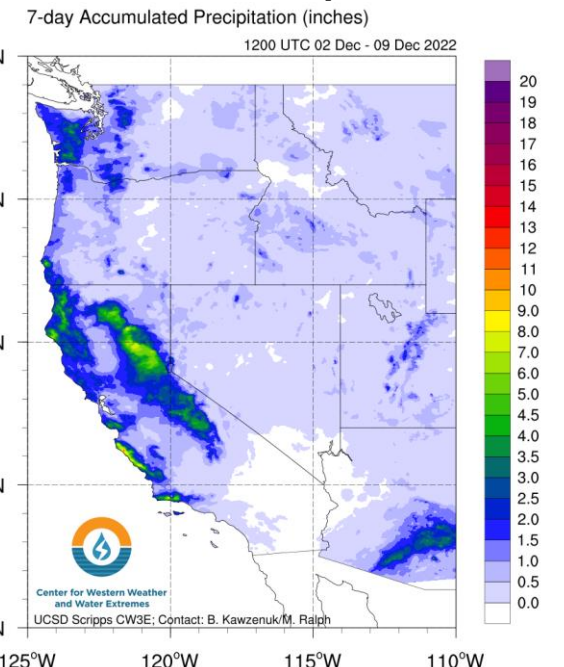 7-day Accumulated Precipitation (inches)
1200 UTC 02 Dec - 09 Dec 2022
20
19
18
17
16
15
14
13
12
11
10
9.0
8.0
7.0
6.0
5.0
4.5
4.0
3.5
3.0
2.5
2.0
1.5
1.0
0.5
0.0
N
N
N
N
N
Center for Western Weather
and Water Extremes
UCSD Scripps CW3E; Contact: B. Kawzenuk/M. Ralph
125°W 120°W 115°W 110°W